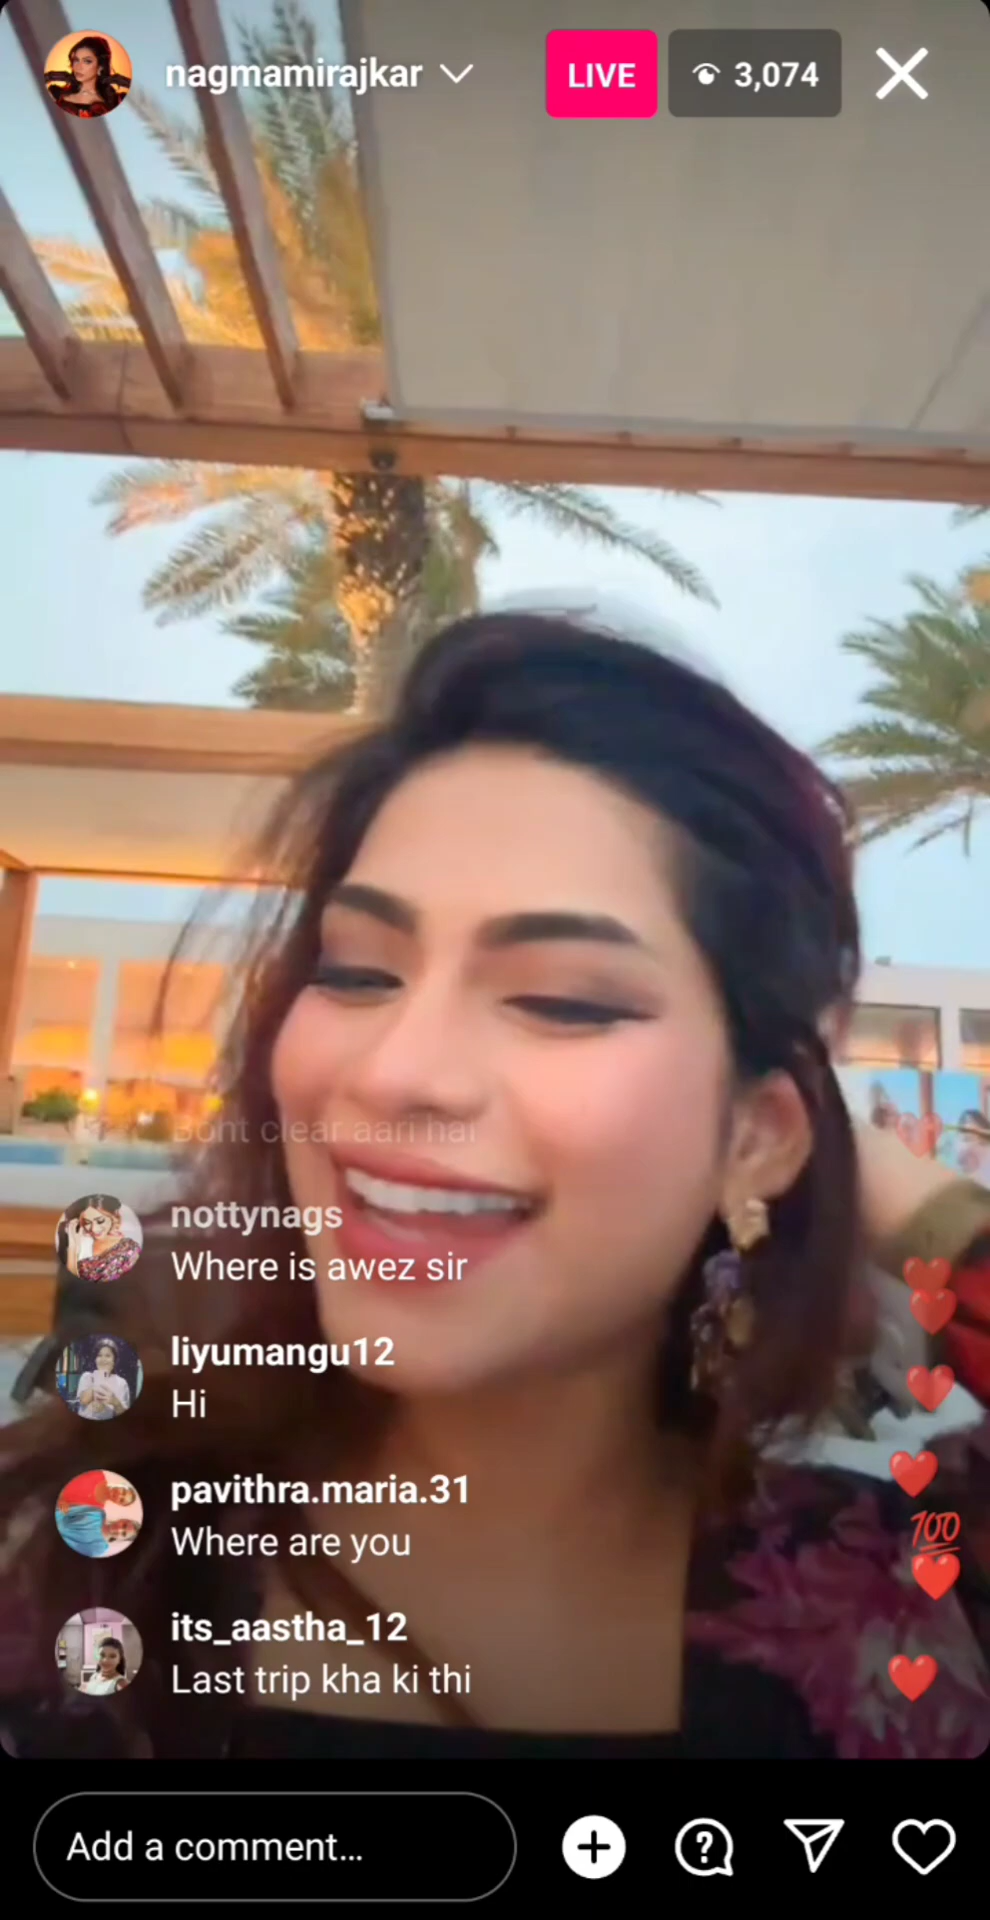 nagmamirajkar
LIVE
3,074
Boht clear aari hai
nottynags
Where is awez sir
liyumangu12
Hi
pavithra.maria.31
Where are you
💯
its_aastha_12
Last trip kha ki thi
Add a comment...